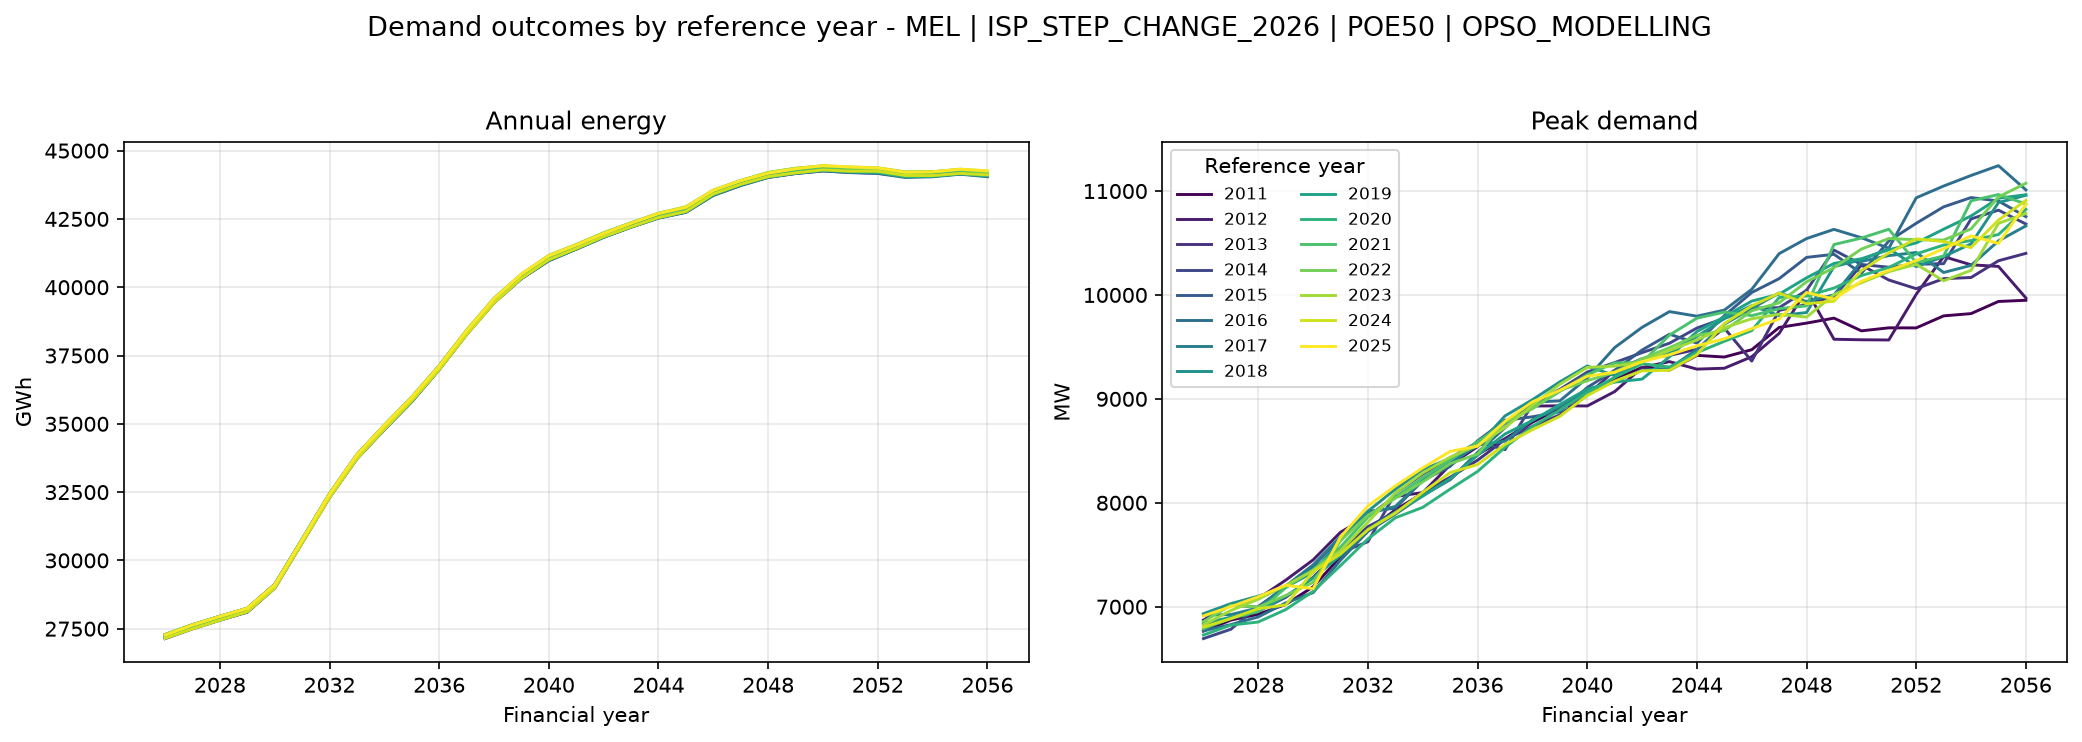 Demand outcomes by reference year - MEL | ISP_STEP_CHANGE_2026 | POE50 | OPSO_MODELLING
Annual energy
45000
42500
40000
37500
35000
32500
30000
27500
GWh
2028 2032 2036 2040 2044 2048 2052 2056
Financial year
Peak demand
11000
10000
9000
8000
7000
MW
Reference year
2011 2019
2012 2020
2013 2021
2014 2022
2015 2023
2016 2024
2017 2025
2018
2028 2032 2036 2040 2044 2048 2052 2056
Financial year